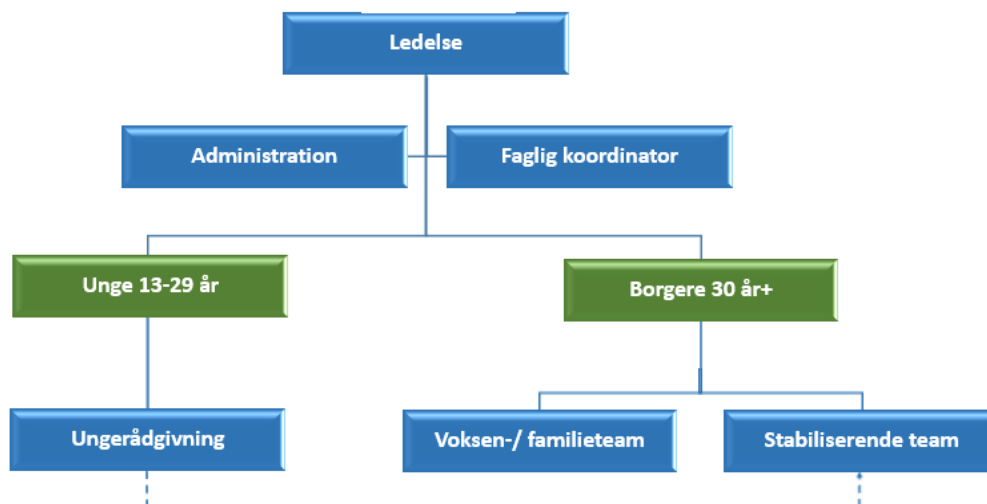 Ledelse
Administration
Faglig koordinator
Unge 13-29 år
Borgere 30 år+
Ungerådgivning
Voksen-/ familieteam
Stabiliserende team